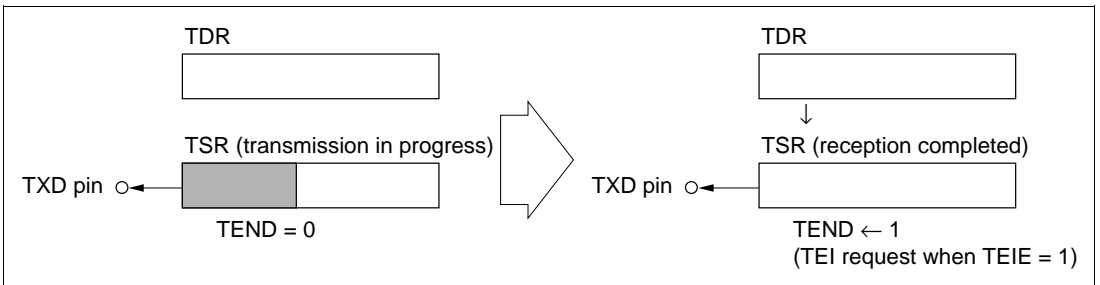 TDR
TSR (transmission in progress)
TXD pin
TEND = 0
TDR
↓
TSR (reception completed)
TXD pin
TEND ← 1
(TEI request when TEIE = 1)